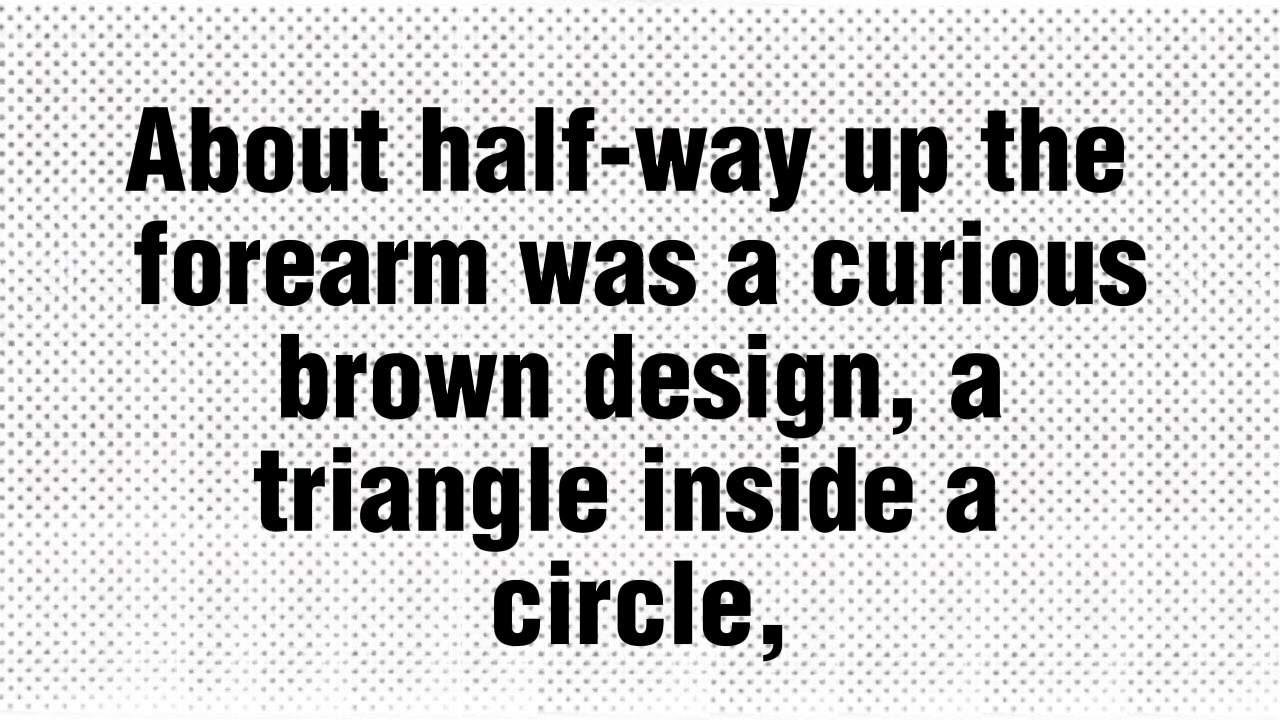 About half-way up the
forearm was a curious
brown design, a
triangle inside a
circle,